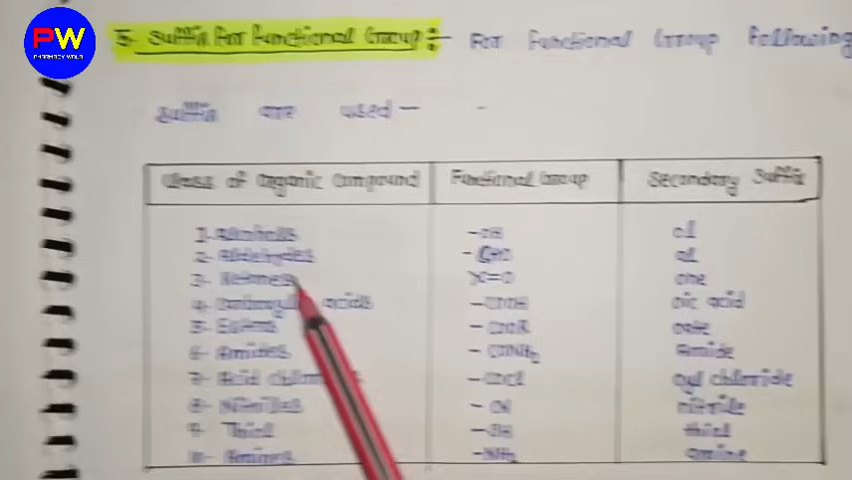 PW
PHARMACY WALA
5- Suffix For Functional Group:- For Functional Group Following
Suffix are used -
Class of Organic Compound Functional Group Secondary Suffix
1- Alcohols -OH ol
2- Aldehydes -CHO al
3- Ketones >C=O one
4- Carboxylic acids -COOH oic acid
5- Esters -COOR oate
6- Amides -CONH2 Amide
7- Acid -COCl oyl chloride
8- Nitriles -CN nitrile
9 Thiol -SH thiol
10- Amines -NH2 amine